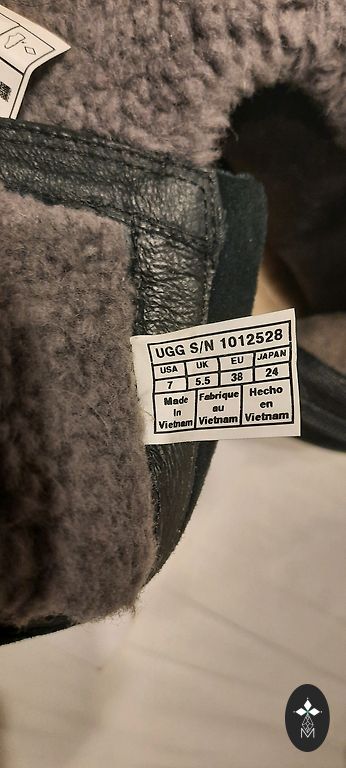 UGG S/N 1012528
USA UK EU JAPAN
7 5.5 38 24
Made Fabrique Hecho
In au en
Vietnam Vietnam Vietnam
M